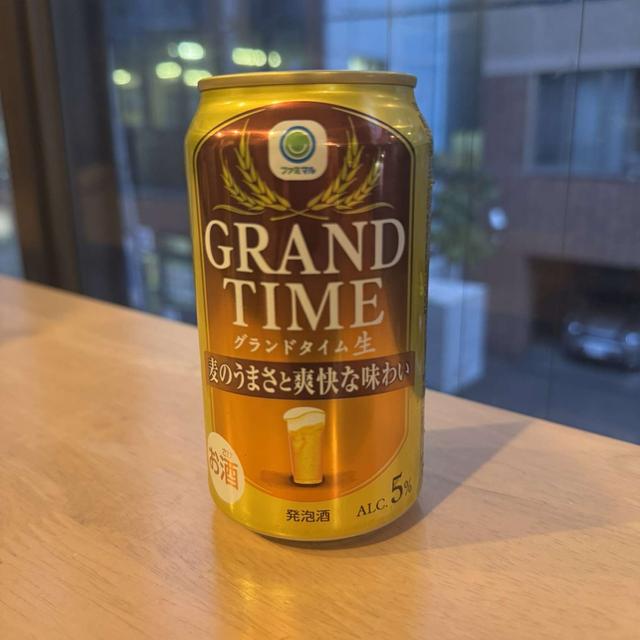 ファミマル
GRAND
TIME
グランドタイム 生
麦のうまさと爽快な味わい
お酒
発泡酒
ALC. 5%